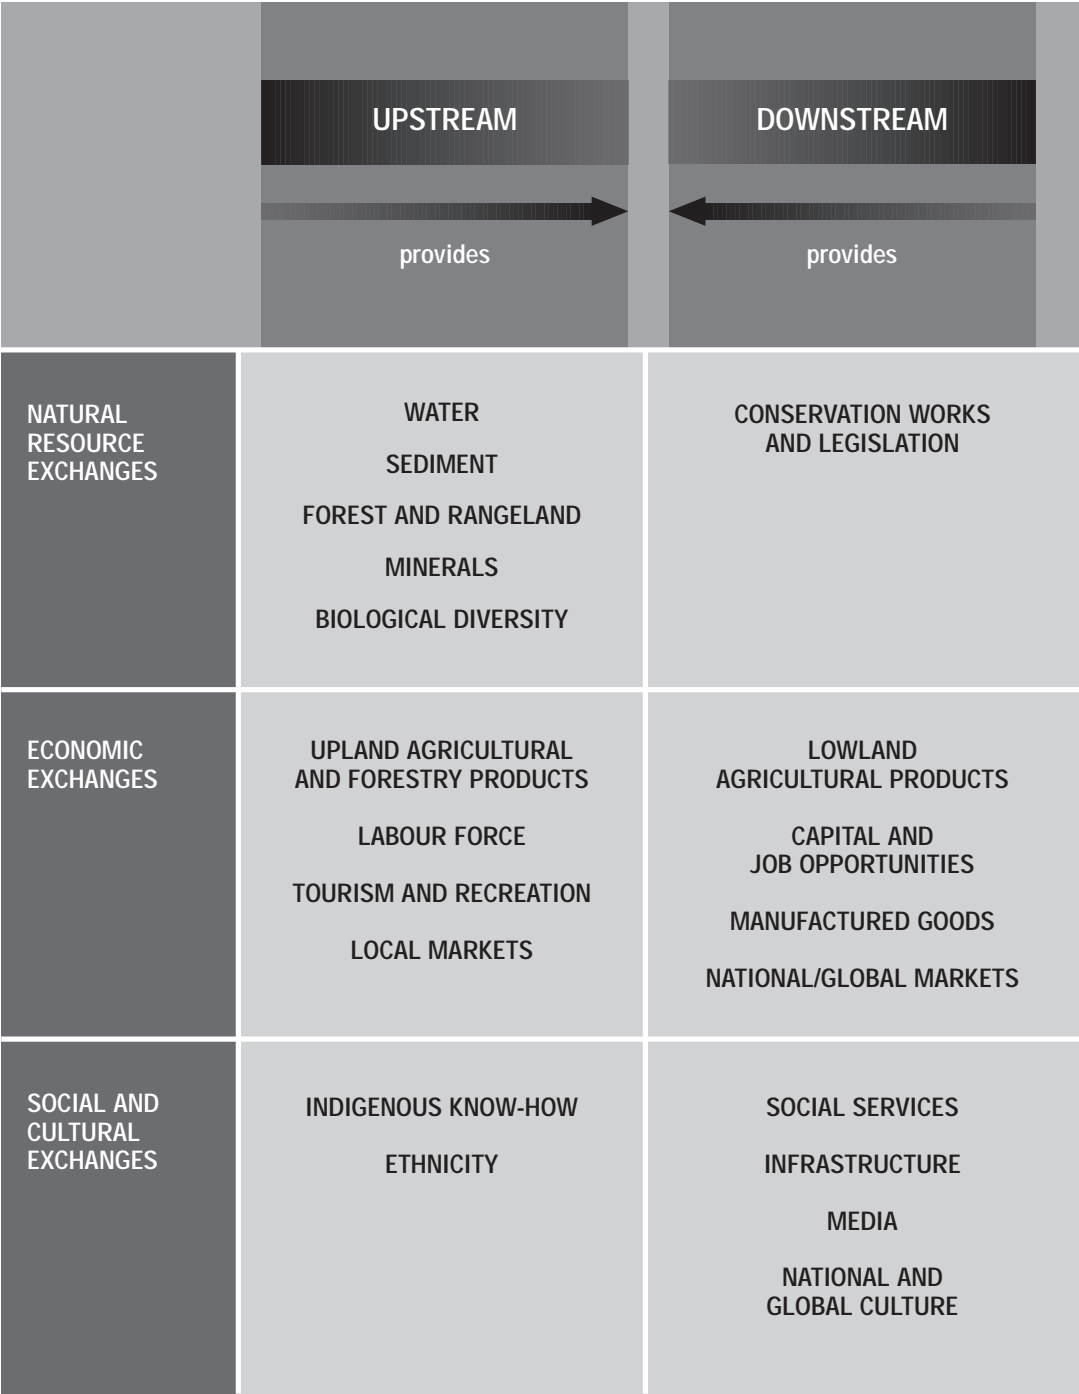 UPSTREAM
DOWNSTREAM
provides
provides
NATURAL
RESOURCE
EXCHANGES
WATER
SEDIMENT
FOREST AND RANGELAND
MINERALS
BIOLOGICAL DIVERSITY
CONSERVATION WORKS
AND LEGISLATION
ECONOMIC
EXCHANGES
UPLAND AGRICULTURAL
AND FORESTRY PRODUCTS
LABOUR FORCE
TOURISM AND RECREATION
LOCAL MARKETS
LOWLAND
AGRICULTURAL PRODUCTS
CAPITAL AND
JOB OPPORTUNITIES
MANUFACTURED GOODS
NATIONAL/GLOBAL MARKETS
SOCIAL AND
CULTURAL
EXCHANGES
INDIGENOUS KNOW-HOW
ETHNICITY
SOCIAL SERVICES
INFRASTRUCTURE
MEDIA
NATIONAL AND
GLOBAL CULTURE